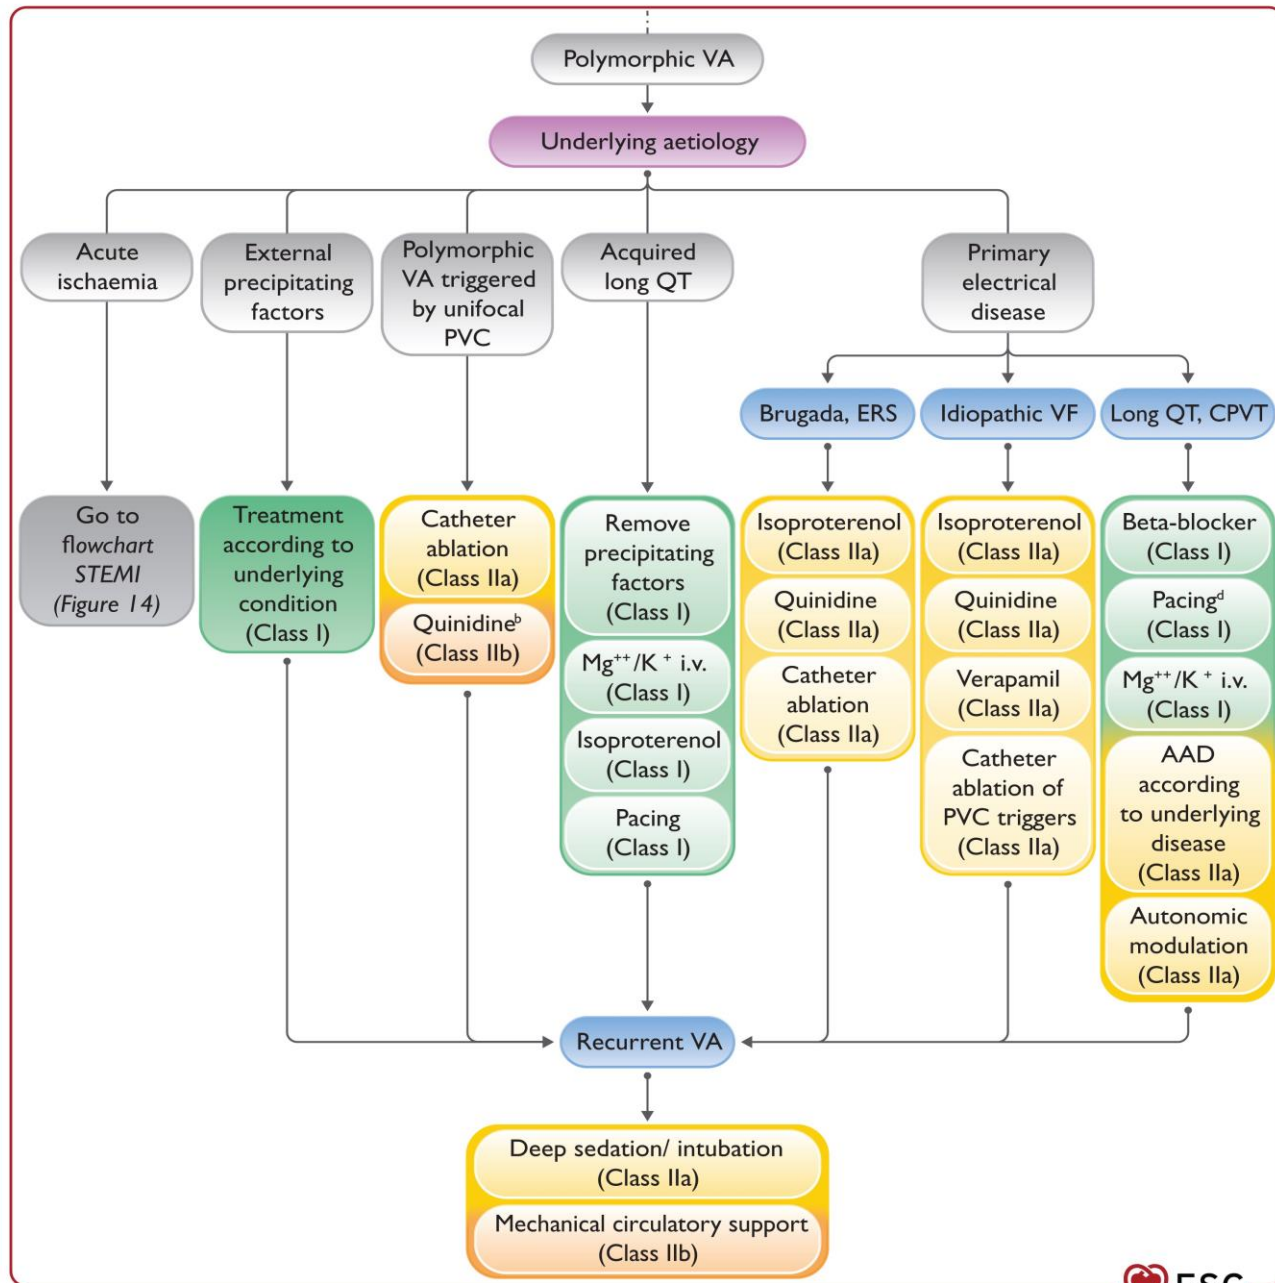 Polymorphic VA
Underlying aetiology
Acute
ischaemia
External
precipitating
factors
Polymorphic
VA triggered
by unifocal
PVC
Acquired
long QT
Primary
electrical
disease
Brugada, ERS
Idiopathic VF
Long QT, CPVT
Go to
flowchart
STEMI
(Figure 14)
Treatment
according to
underlying
condition
(Class I)
Catheter
ablation
(Class IIa)
Quinidineᵇ
(Class IIb)
Remove
precipitating
factors
(Class I)
Mg⁺⁺/K⁺ i.v.
(Class I)
Isoproterenol
(Class I)
Pacing
(Class I)
Isoproterenol
(Class IIa)
Quinidine
(Class IIa)
Catheter
ablation
(Class IIa)
Isoproterenol
(Class IIa)
Quinidine
(Class IIa)
Verapamil
(Class IIa)
Catheter
ablation of
PVC triggers
(Class IIa)
Beta-blocker
(Class I)
Pacingᵈ
(Class I)
Mg⁺⁺/K⁺ i.v.
(Class I)
AAD
according
to underlying
disease
(Class IIa)
Autonomic
modulation
(Class IIa)
Recurrent VA
Deep sedation/ intubation
(Class IIa)
Mechanical circulatory support
(Class IIb)
ESC